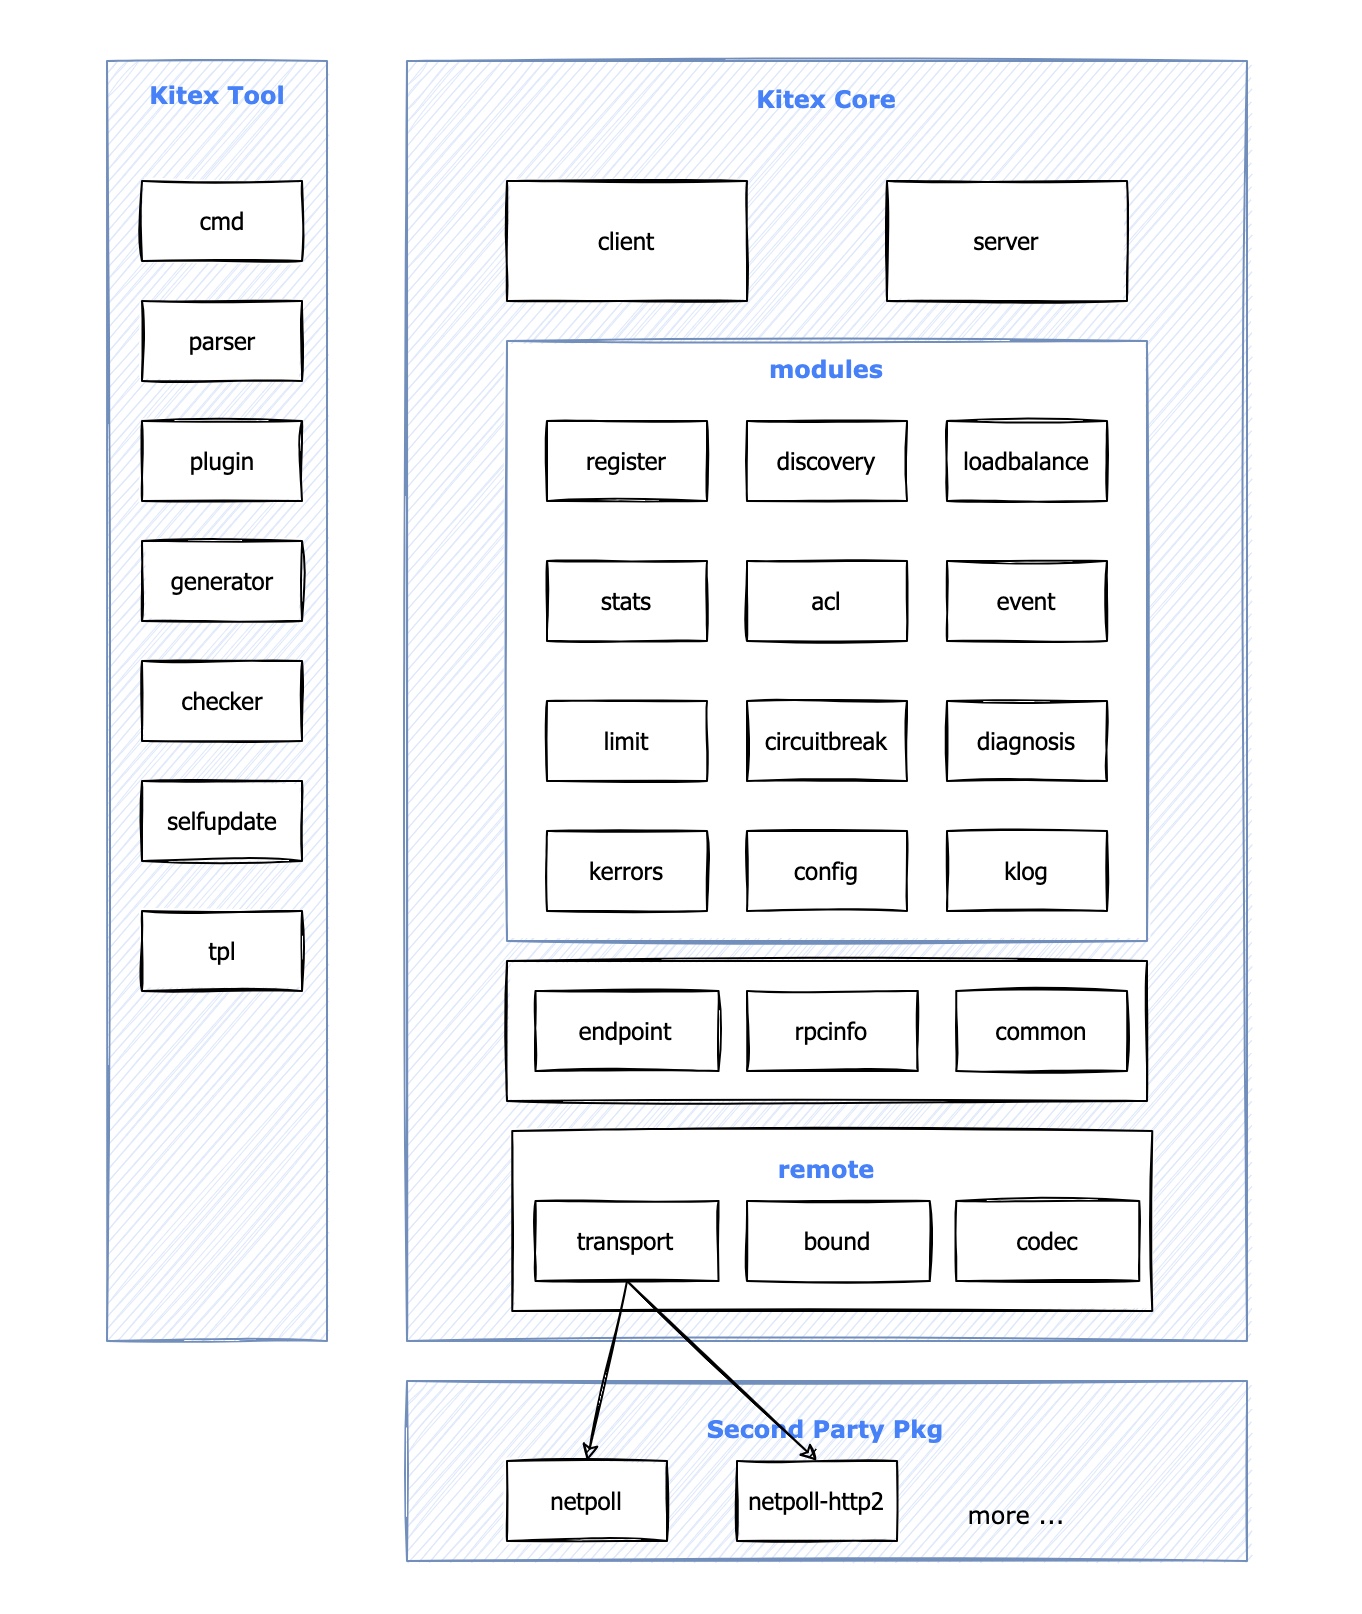 Kitex Tool
cmd
parser
plugin
generator
checker
selfupdate
tpl
Kitex Core
client
server
modules
register
discovery
loadbalance
stats
acl
event
limit
circuitbreak
diagnosis
kerrors
config
klog
endpoint
rpcinfo
common
remote
transport
bound
codec
Second Party Pkg
netpoll
netpoll-http2
more ...